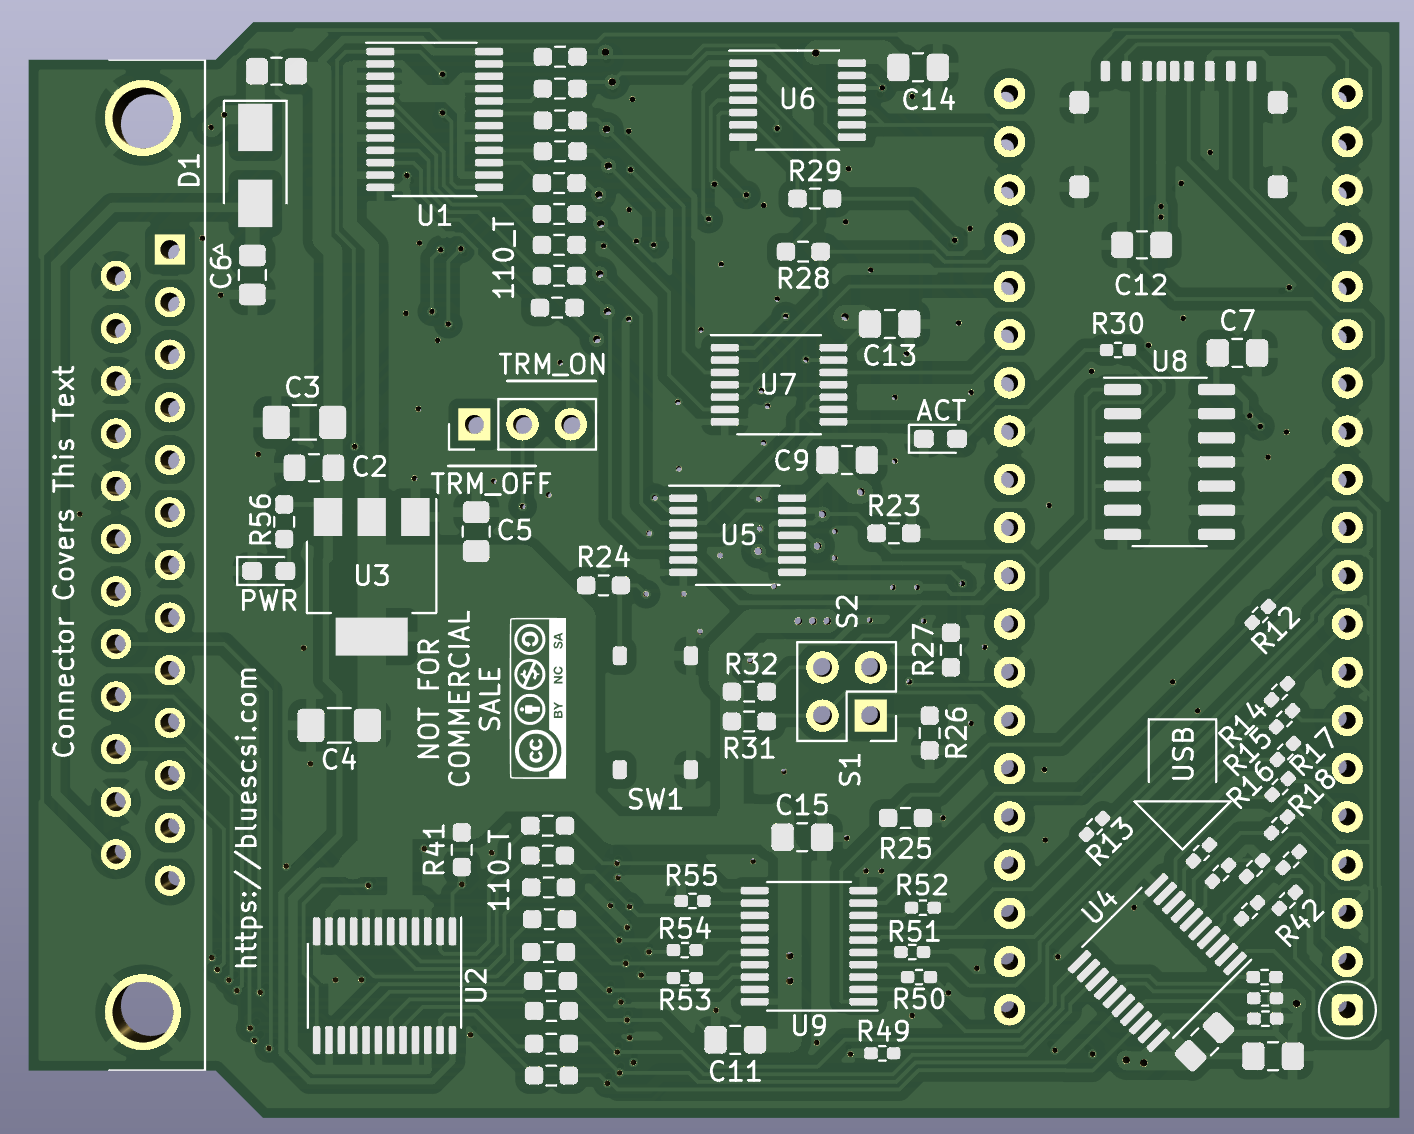 U6
C14
D1
R29
U1
110_T
C6
R28
C12
R30
C7
TRM_ON
C13
U8
C3
U7
ACT
C2
C9
TRM_OFF
R56
C5
R23
U5
R24
U3
PWR
S2
R12
Connector Covers This Text
NOT FOR
COMMERCIAL
SALE
SA
NC
BY
cc
R27
R32
https://bluescsi.com
R14
R26
R31
R15
USB
R17
C4
S1
R16
R18
SW1
C15
R13
R41
110_T
R25
R55
R52
U4
R54
R51
R42
U2
R53
R50
U9
R49
C11